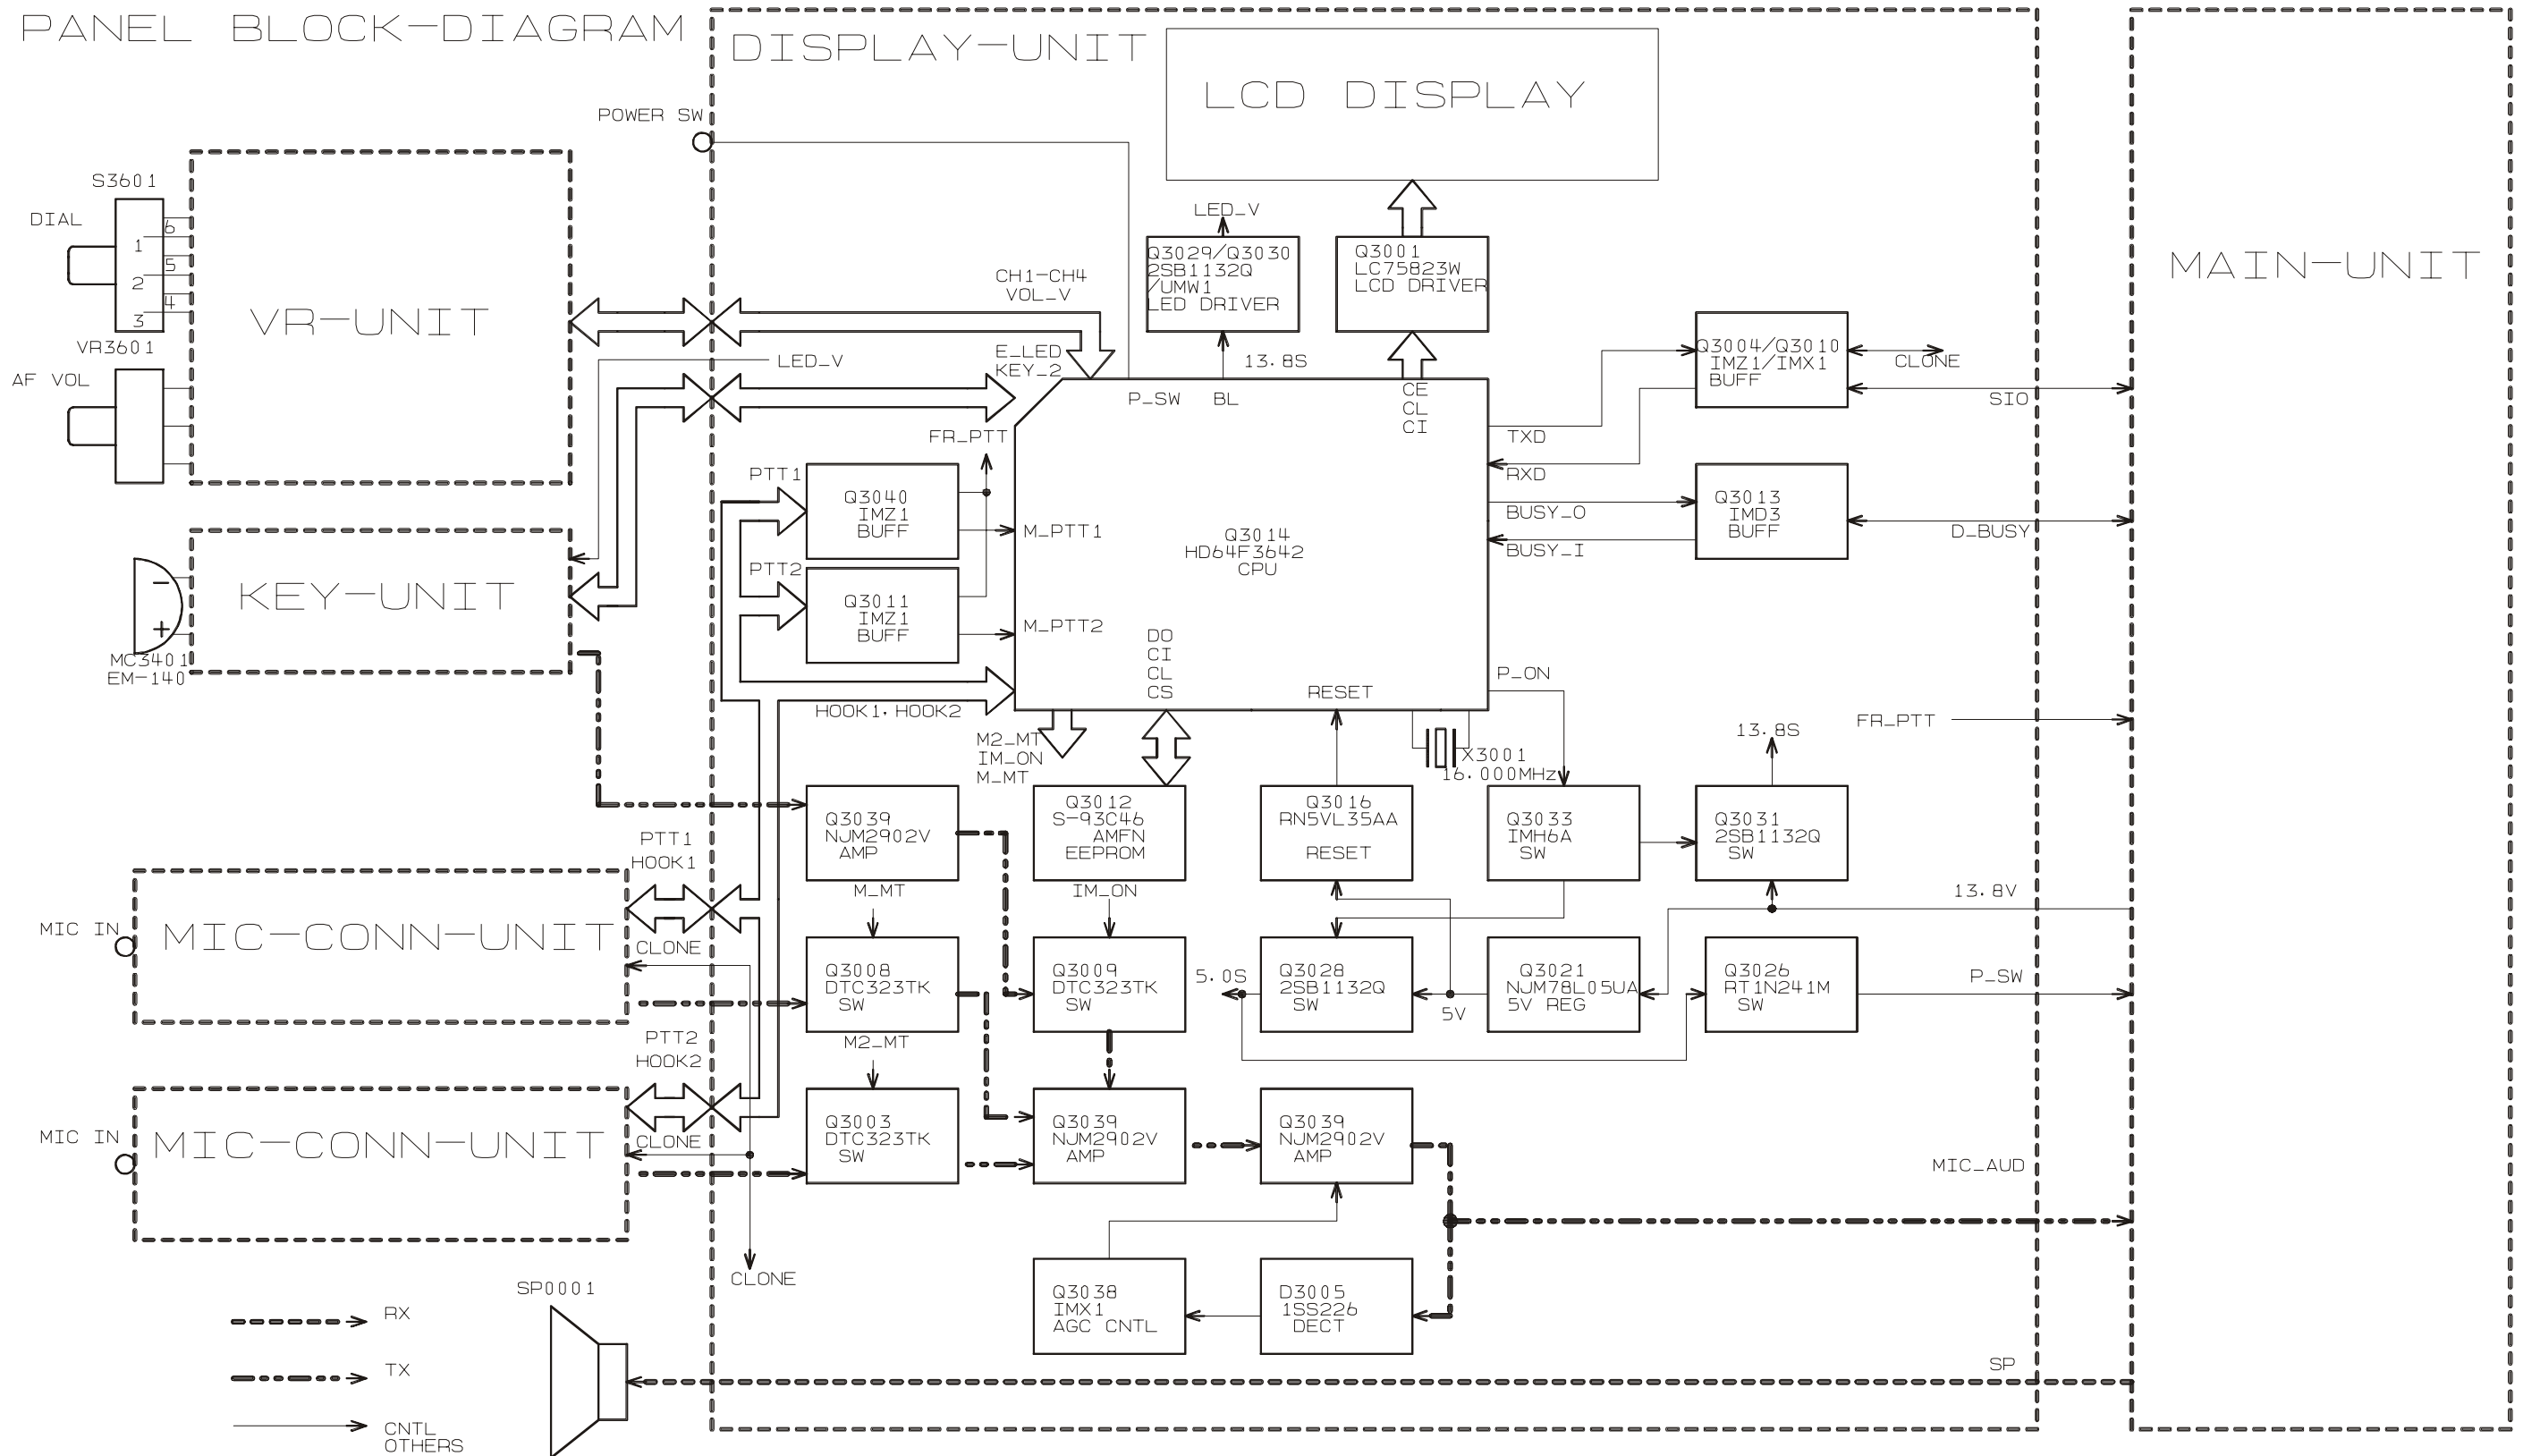 PANEL BLOCK-DIAGRAM
DISPLAY-UNIT
LCD DISPLAY
MAIN-UNIT
POWER SW
S3601
DIAL
6
1
5
2
4
3
VR3601
AF VOL
VR-UNIT
CH1-CH4
VOL_V
LED_V
Q3029/Q3030
2SB1132Q
/UMW1
LED DRIVER
Q3001
LC75823W
LCD DRIVER
LED_V
E_LED
KEY_2
13.8S
Q3004/Q3010
IMZ1/IMX1
BUFF
CLONE
SIO
P_SW
BL
CE
CL
CI
TXD
RXD
FR_PTT
PTT1
Q3040
IMZ1
BUFF
M_PTT1
PTT2
Q3011
IMZ1
BUFF
M_PTT2
Q3014
HD64F3642
CPU
BUSY_O
BUSY_I
Q3013
IMD3
BUFF
D_BUSY
KEY-UNIT
-
+
MC3401
EM-140
DO
CI
CL
CS
RESET
P_ON
HOOK1.HOOK2
M2_MT
IM_ON
M_MT
X3001
16.000MHz
13.8S
FR_PTT
Q3039
NJM2902V
AMP
Q3012
S-93C46
AMFN
EEPROM
Q3016
RN5VL35AA
RESET
Q3033
IMH6A
SW
Q3031
2SB1132Q
SW
PTT1
HOOK1
M_MT
IM_ON
13.8V
MIC IN
MIC-CONN-UNIT
CLONE
Q3008
DTC323TK
SW
Q3009
DTC323TK
SW
5.0S
Q3028
2SB1132Q
SW
5V
Q3021
NJM78L05UA
5V REG
Q3026
RT1N241M
SW
P_SW
PTT2
HOOK2
M2_MT
MIC IN
MIC-CONN-UNIT
CLONE
Q3003
DTC323TK
SW
Q3039
NJM2902V
AMP
Q3039
NJM2902V
AMP
MIC_AUD
CLONE
Q3038
IMX1
AGC CNTL
D3005
1SS226
DECT
SP0001
SP
RX
TX
CNTL
OTHERS